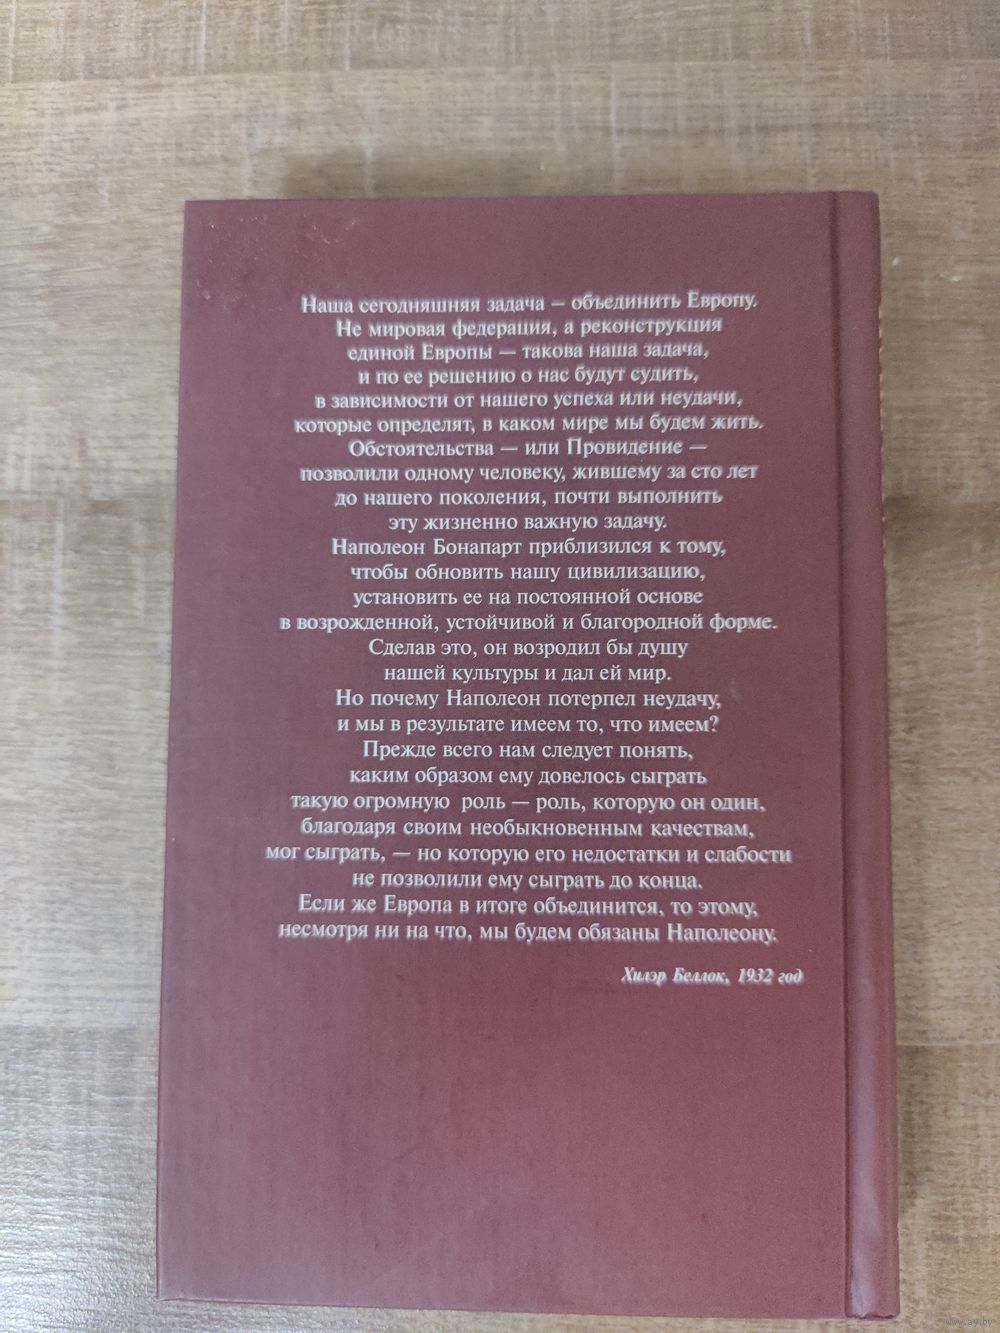 Наша сегодняшняя задача — объединить Европу.
Не мировая федерация, а реконструкция
единой Европы — такова наша задача,
и по ее решению о нас будут судить,
в зависимости от нашего успеха или неудачи,
которые определят, в каком мире мы будем жить.
Обстоятельства — или Провидение —
позволили одному человеку, жившему за сто лет
до нашего поколения, почти выполнить
эту жизненно важную задачу.
Наполеон Бонапарт приблизился к тому,
чтобы обновить нашу цивилизацию,
установить ее на постоянной основе
в возрожденной, устойчивой и благородной форме.
Сделав это, он возродил бы душу
нашей культуры и дал ей мир.
Но почему Наполеон потерпел неудачу,
и мы в результате имеем то, что имеем?
Прежде всего нам следует понять,
каким образом ему довелось сыграть
такую огромную роль — роль, которую он один,
благодаря своим необыкновенным качествам,
мог сыграть, — но которую его недостатки и слабости
не позволили ему сыграть до конца.
Если же Европа в итоге объединится, то этому,
несмотря ни на что, мы будем обязаны Наполеону.
Хилэр Беллок, 1932 год
www.ay.by